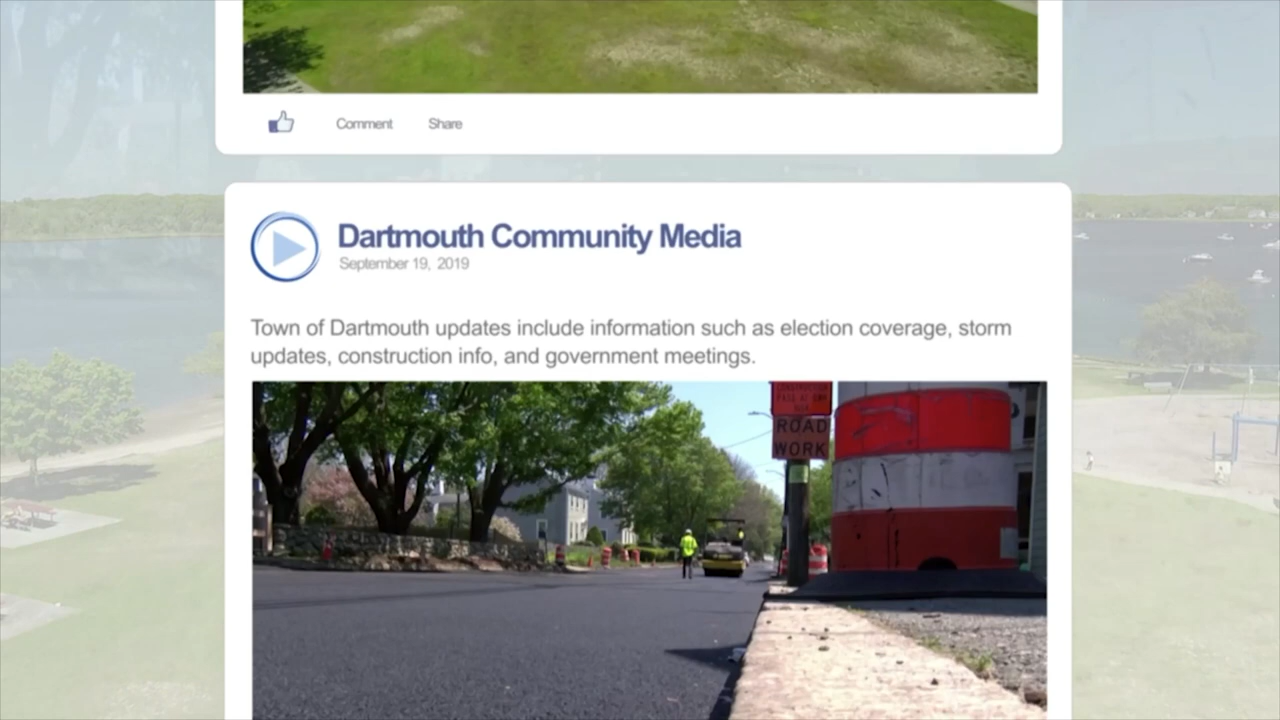 Comment Share
Dartmouth Community Media
September 19, 2019
Town of Dartmouth updates include information such as election coverage, storm
updates, construction info, and government meetings.
CONSTRUCTION
ROAD
WORK